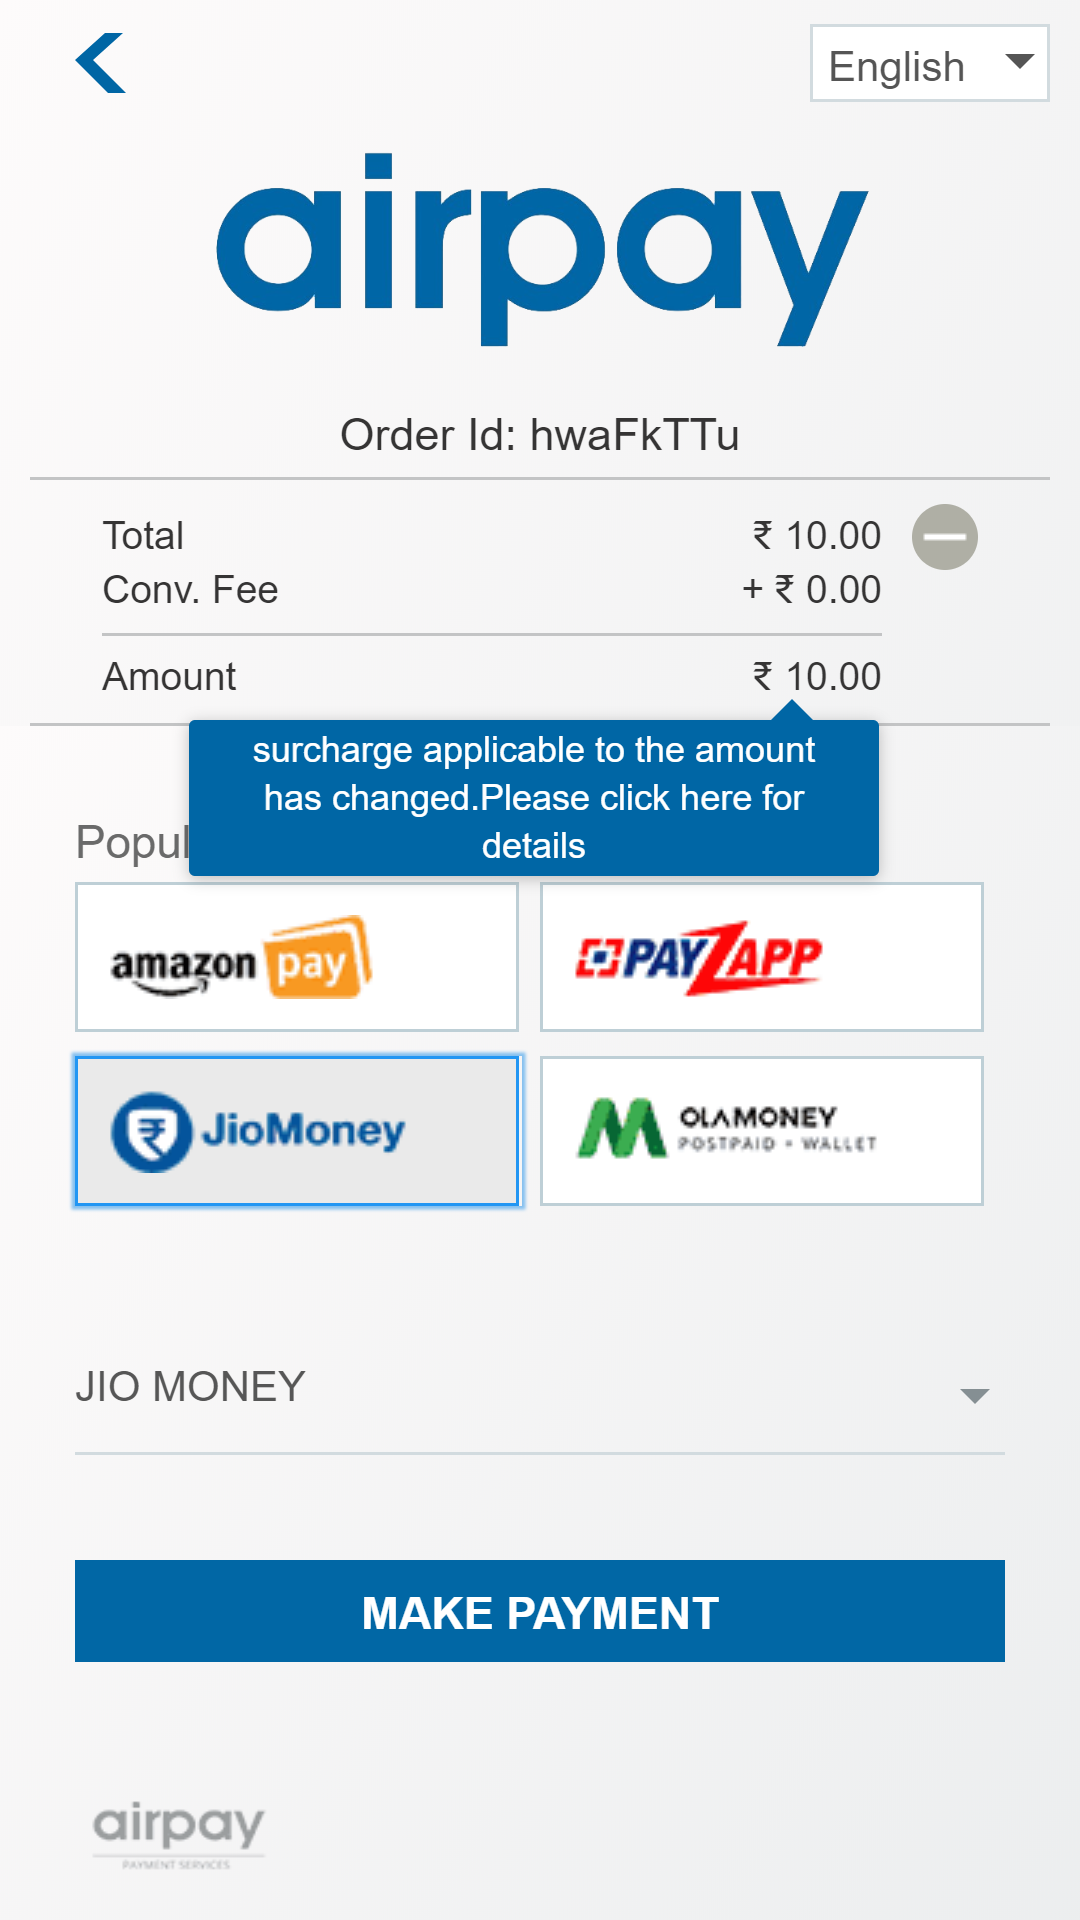 English
airpay
Order Id: hwaFkTTu
Total ₹ 10.00
Conv. Fee + ₹ 0.00
Amount ₹ 10.00
surcharge applicable to the amount
has changed.Please click here for
details
Popul
amazon pay
PAYZAPP
JioMoney
OLAMONEY
POSTPAID • WALLET
JIO MONEY
MAKE PAYMENT
airpay
PAYMENT SERVICES